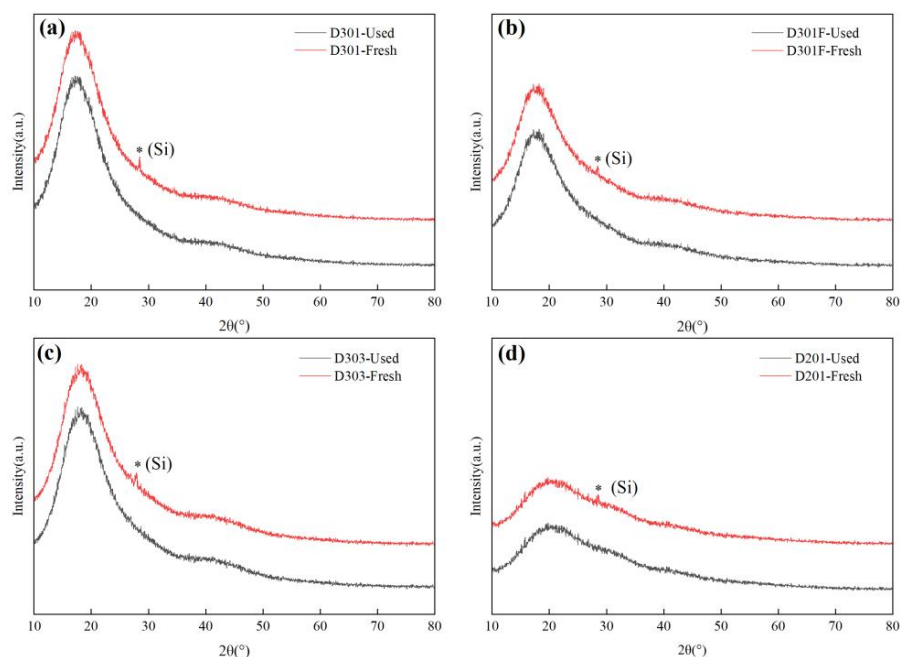 (a)
D301-Used
D301-Fresh
* (Si)
Intensity(a.u.)
10 20 30 40 50 60 70 80
2θ(°)
(b)
D301F-Used
D301F-Fresh
* (Si)
Intensity(a.u.)
10 20 30 40 50 60 70 80
2θ(°)
(c)
D303-Used
D303-Fresh
* (Si)
Intensity(a.u.)
10 20 30 40 50 60 70 80
2θ(°)
(d)
D201-Used
D201-Fresh
* (Si)
Intensity(a.u.)
10 20 30 40 50 60 70 80
2θ(°)